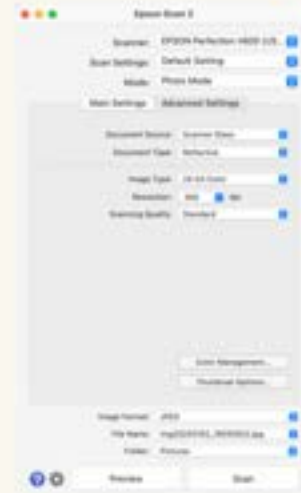 Epson Scan 2
Scanner: EPSON Perfection
Scan Settings: Default Setting
Mode: Photo Mode
Main Settings Advanced Settings
Document Source: Scanner Glass
Document Type: Reflective
Image Type: 24-bit Color
Resolution: dpi
Scanning Quality: Standard
Color Management...
Thumbnail Options...
Image Format: JPEG
File Name:
Folder: Pictures
Preview Scan